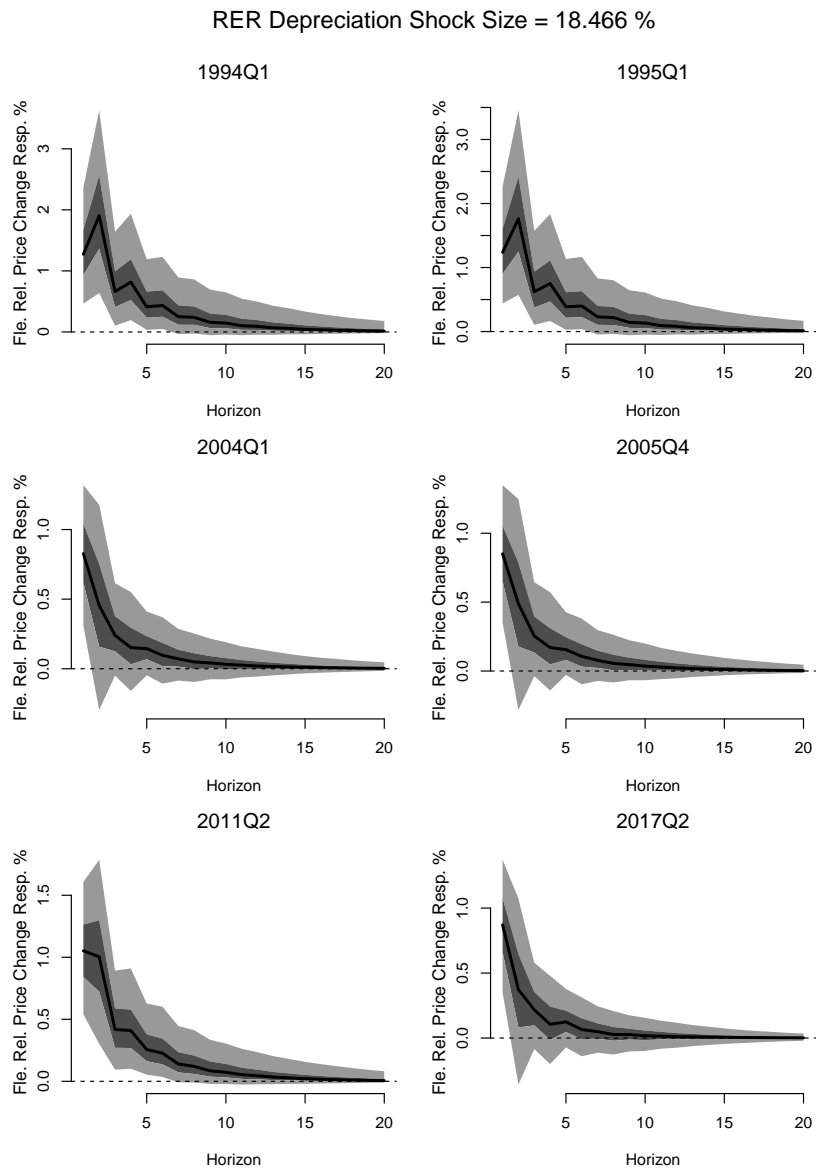 RER Depreciation Shock Size = 18.466 %
1994Q1
Fle. Rel. Price Change Resp. %
3
2
1
0
5 10 15 20
Horizon
1995Q1
Fle. Rel. Price Change Resp. %
3.0
2.0
1.0
0.0
5 10 15 20
Horizon
2004Q1
Fle. Rel. Price Change Resp. %
1.0
0.5
0.0
5 10 15 20
Horizon
2005Q4
Fle. Rel. Price Change Resp. %
1.0
0.5
0.0
5 10 15 20
Horizon
2011Q2
Fle. Rel. Price Change Resp. %
1.5
1.0
0.5
0.0
5 10 15 20
Horizon
2017Q2
Fle. Rel. Price Change Resp. %
1.0
0.5
0.0
5 10 15 20
Horizon